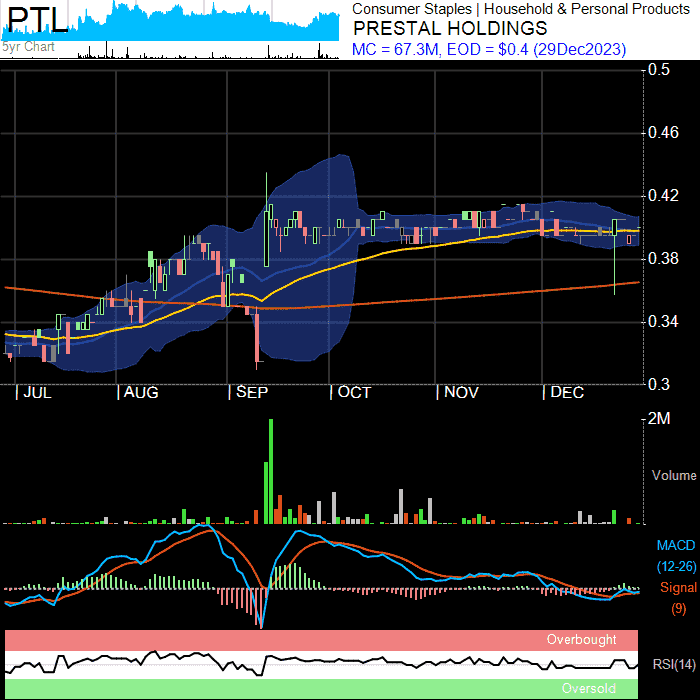 PTL
5yr Chart
Consumer Staples | Household & Personal Products
PRESTAL HOLDINGS
MC = 67.3M, EOD = $0.4 (29Dec2023)
0.5
0.46
0.42
0.38
0.34
0.3
JUL
AUG
SEP
OCT
NOV
DEC
2M
Volume
MACD
(12-26)
Signal
(9)
Overbought
RSI(14)
Oversold